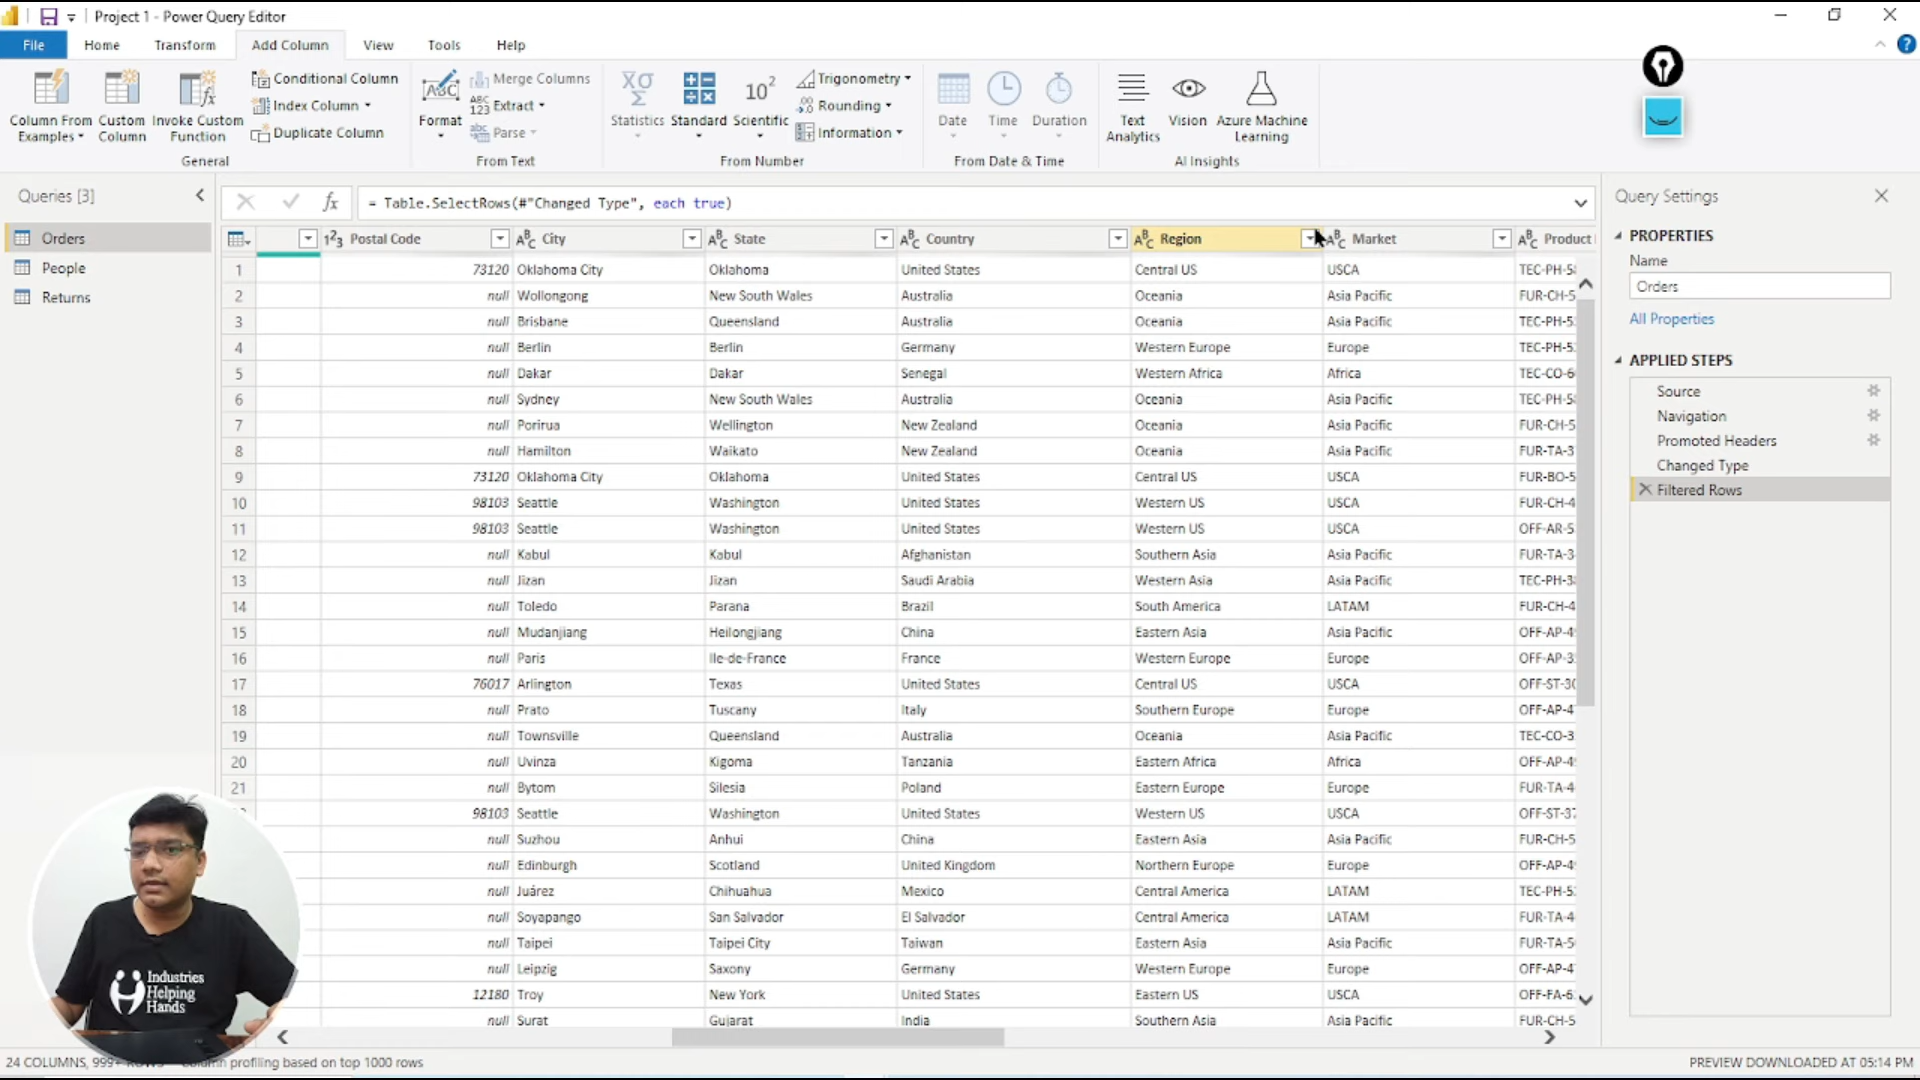 Project 1 - Power Query Editor
File Home Transform Add Column View Tools Help
Column From Examples
Custom Column
Invoke Custom Function
Conditional Column
Index Column
Duplicate Column
General
Format
Merge Columns
Extract
Parse
From Text
Statistics
Standard
Scientific
Trigonometry
Rounding
Information
From Number
Date
Time
Duration
From Date & Time
Text Analytics
Vision
Azure Machine Learning
AI Insights
Queries [3]
Orders
People
Returns
= Table.SelectRows(#"Changed Type", each true)
Postal Code City State Country Region Market Product
1 73120 Oklahoma City Oklahoma United States Central US USCA
2 null Wollongong New South Wales Australia Oceania Asia Pacific
3 null Brisbane Queensland Australia Oceania Asia Pacific
4 null Berlin Berlin Germany Western Europe Europe
5 null Dakar Dakar Senegal Western Africa Africa
6 null Sydney New South Wales Australia Oceania Asia Pacific
7 null Porirua Wellington New Zealand Oceania Asia Pacific
8 null Hamilton Waikato New Zealand Oceania Asia Pacific
9 73120 Oklahoma City Oklahoma United States Central US USCA
10 98103 Seattle Washington United States Western US USCA
11 98103 Seattle Washington United States Western US USCA
12 null Kabul Kabul Afghanistan Southern Asia Asia Pacific
13 null Jizan Jizan Saudi Arabia Western Asia Asia Pacific
14 null Toledo Parana Brazil South America LATAM
15 null Mudanjiang Heilongjiang China Eastern Asia Asia Pacific
16 null Paris Ile-de-France France Western Europe Europe
17 76017 Arlington Texas United States Central US USCA
18 null Prato Tuscany Italy Southern Europe Europe
19 null Townsville Queensland Australia Oceania Asia Pacific
20 null Uvinza Kigoma Tanzania Eastern Africa Africa
21 null Bytom Silesia Poland Eastern Europe Europe
98103 Seattle Washington United States Western US USCA
null Suzhou Anhui China Eastern Asia Asia Pacific
null Edinburgh Scotland United Kingdom Northern Europe Europe
null Juárez Chihuahua Mexico Central America LATAM
null Soyapango San Salvador El Salvador Central America LATAM
null Taipei Taipei City Taiwan Eastern Asia Asia Pacific
null Leipzig Saxony Germany Western Europe Europe
12180 Troy New York United States Eastern US USCA
null Surat Gujarat India Southern Asia Asia Pacific
Query Settings
PROPERTIES
Name
Orders
All Properties
APPLIED STEPS
Source
Navigation
Promoted Headers
Changed Type
Filtered Rows
Industries
Helping
Hands
24 COLUMNS, 999+ ROWS Column profiling based on top 1000 rows
PREVIEW DOWNLOADED AT 05:14 PM